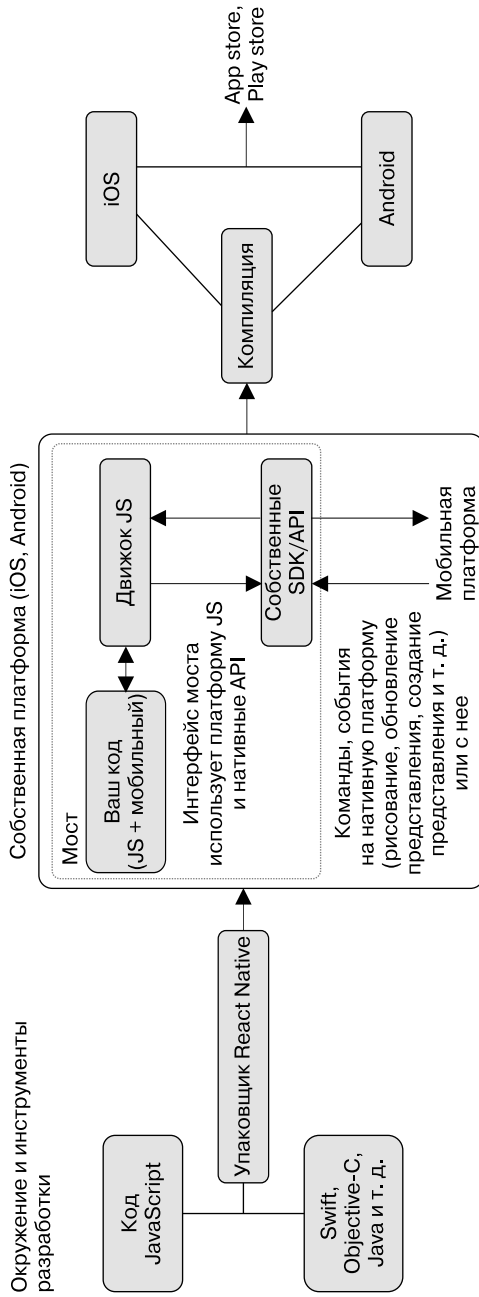 Окружение и инструменты
разработки
Код
JavaScript
Swift,
Objective-C,
Java и т. д.
Упаковщик React Native
Собственная платформа (iOS, Android)
Мост
Ваш код
(JS + мобильный)
Движок JS
Интерфейс моста
использует платформу JS
и нативные API
Собственные
SDK/API
Команды, события
на нативную платформу
(рисование, обновление
представления, создание
представления и т. д.)
или с нее
Мобильная
платформа
Компиляция
iOS
Android
App store,
Play store